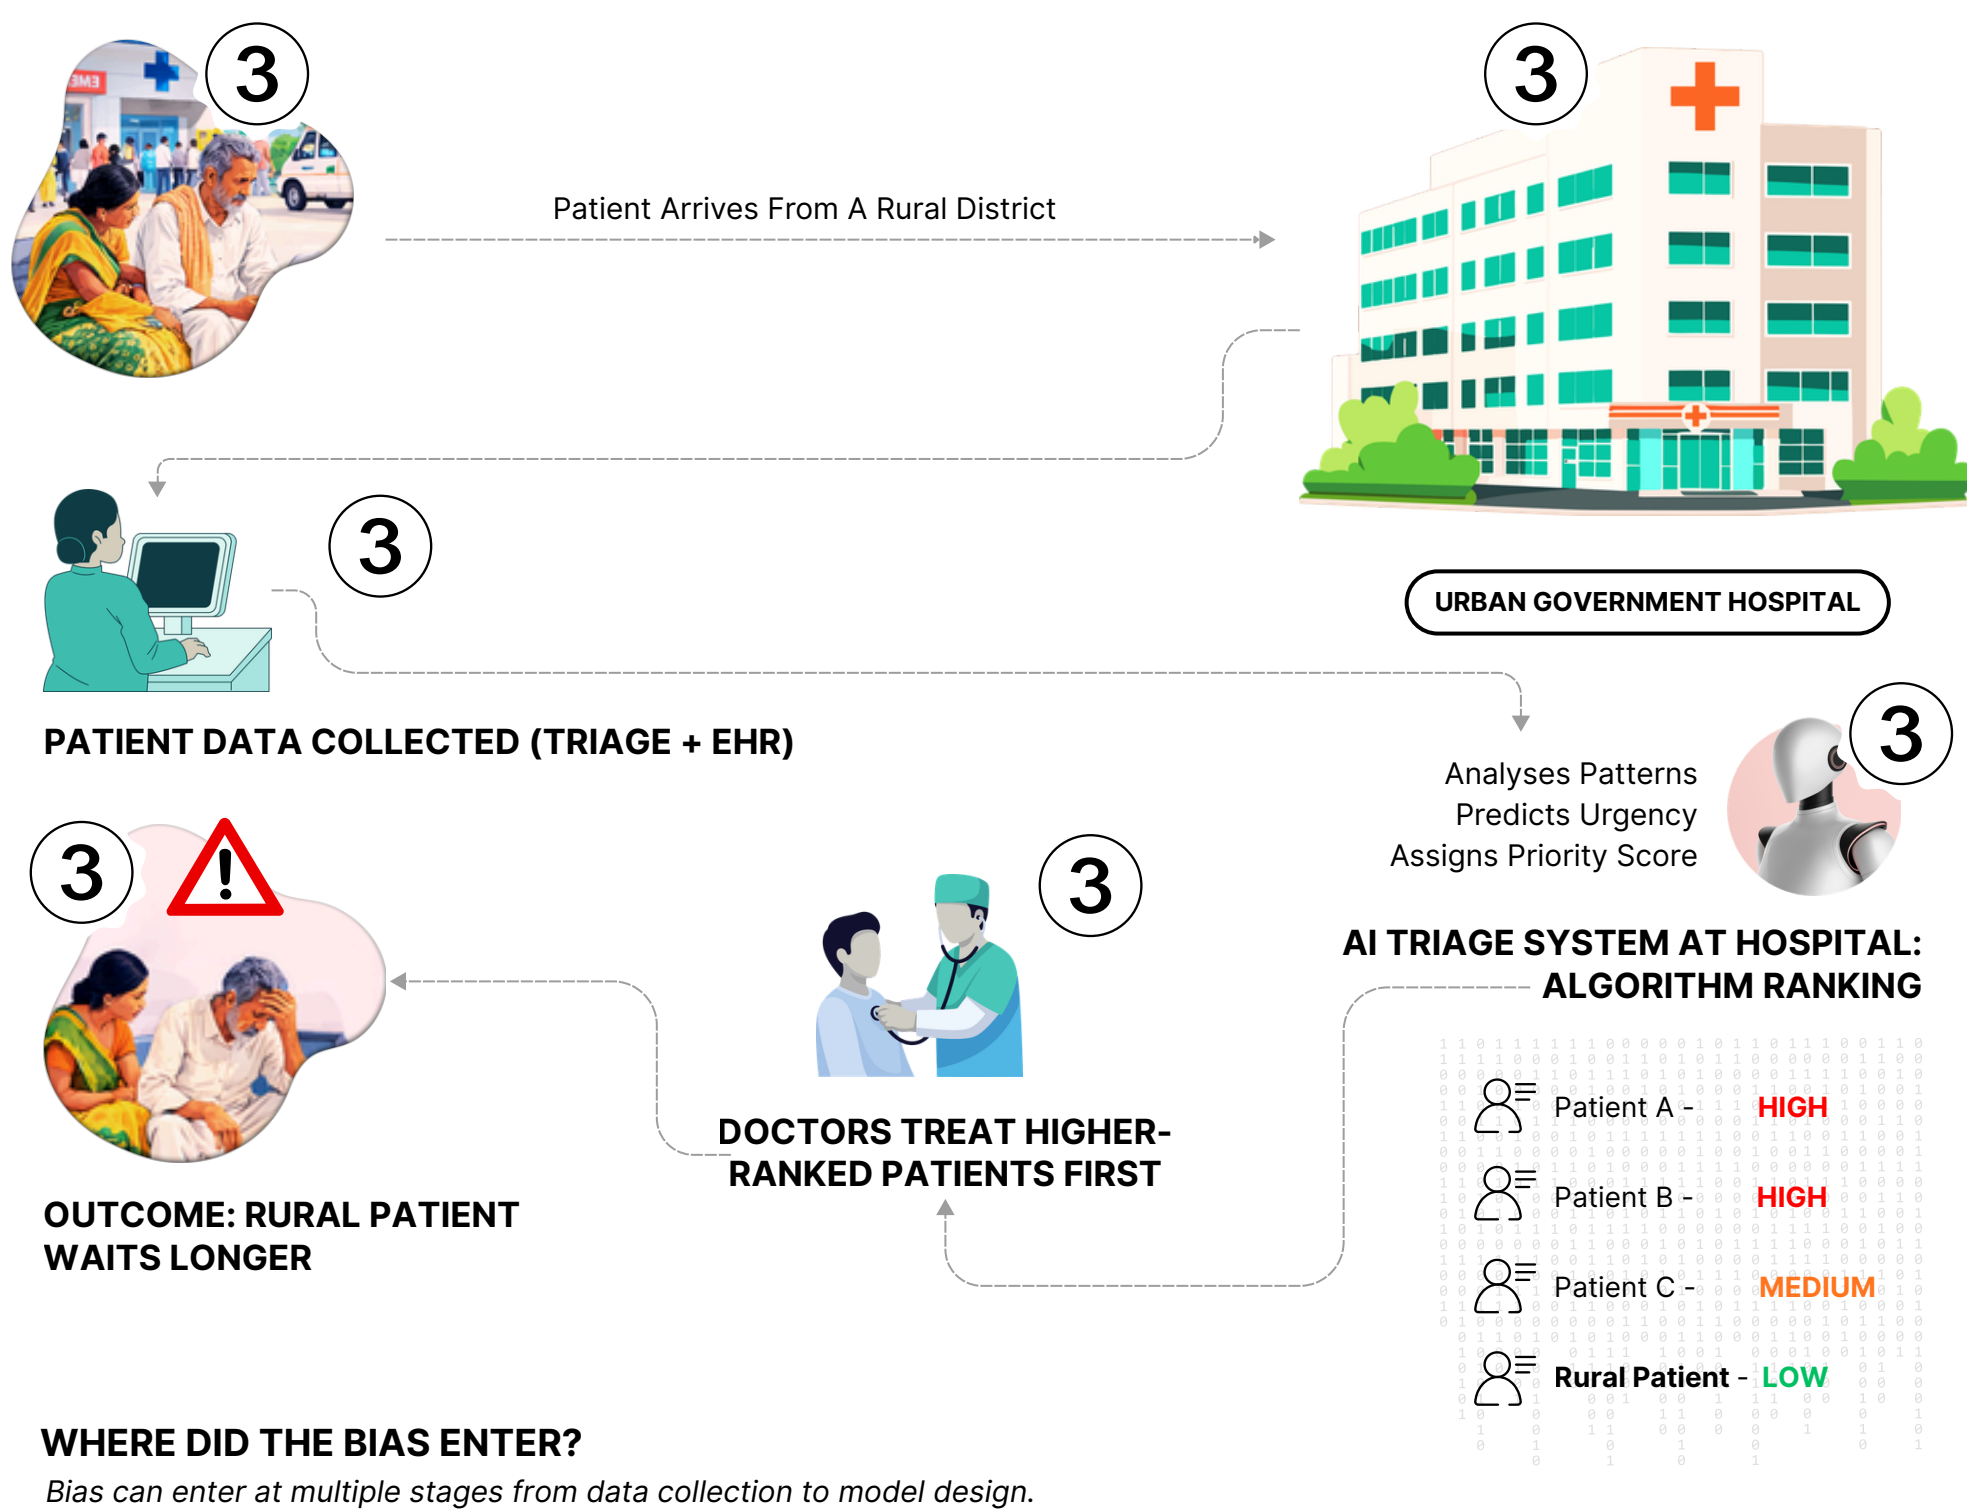 3
3
Patient Arrives From A Rural District
3
URBAN GOVERNMENT HOSPITAL
PATIENT DATA COLLECTED (TRIAGE + EHR)
3
Analyses Patterns
Predicts Urgency
Assigns Priority Score
AI TRIAGE SYSTEM AT HOSPITAL:
ALGORITHM RANKING
Patient A - HIGH
Patient B - HIGH
Patient C - MEDIUM
Rural Patient - LOW
3
DOCTORS TREAT HIGHER-
RANKED PATIENTS FIRST
3
OUTCOME: RURAL PATIENT
WAITS LONGER
WHERE DID THE BIAS ENTER?
Bias can enter at multiple stages from data collection to model design.